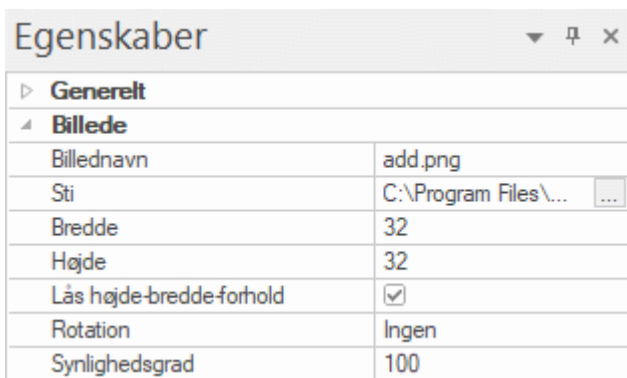 Egenskaber
Generelt
Billede
Billednavn add.png
Sti C:\Program Files\... ...
Bredde 32
Højde 32
Lås højde-bredde-forhold
Rotation Ingen
Synlighedsgrad 100